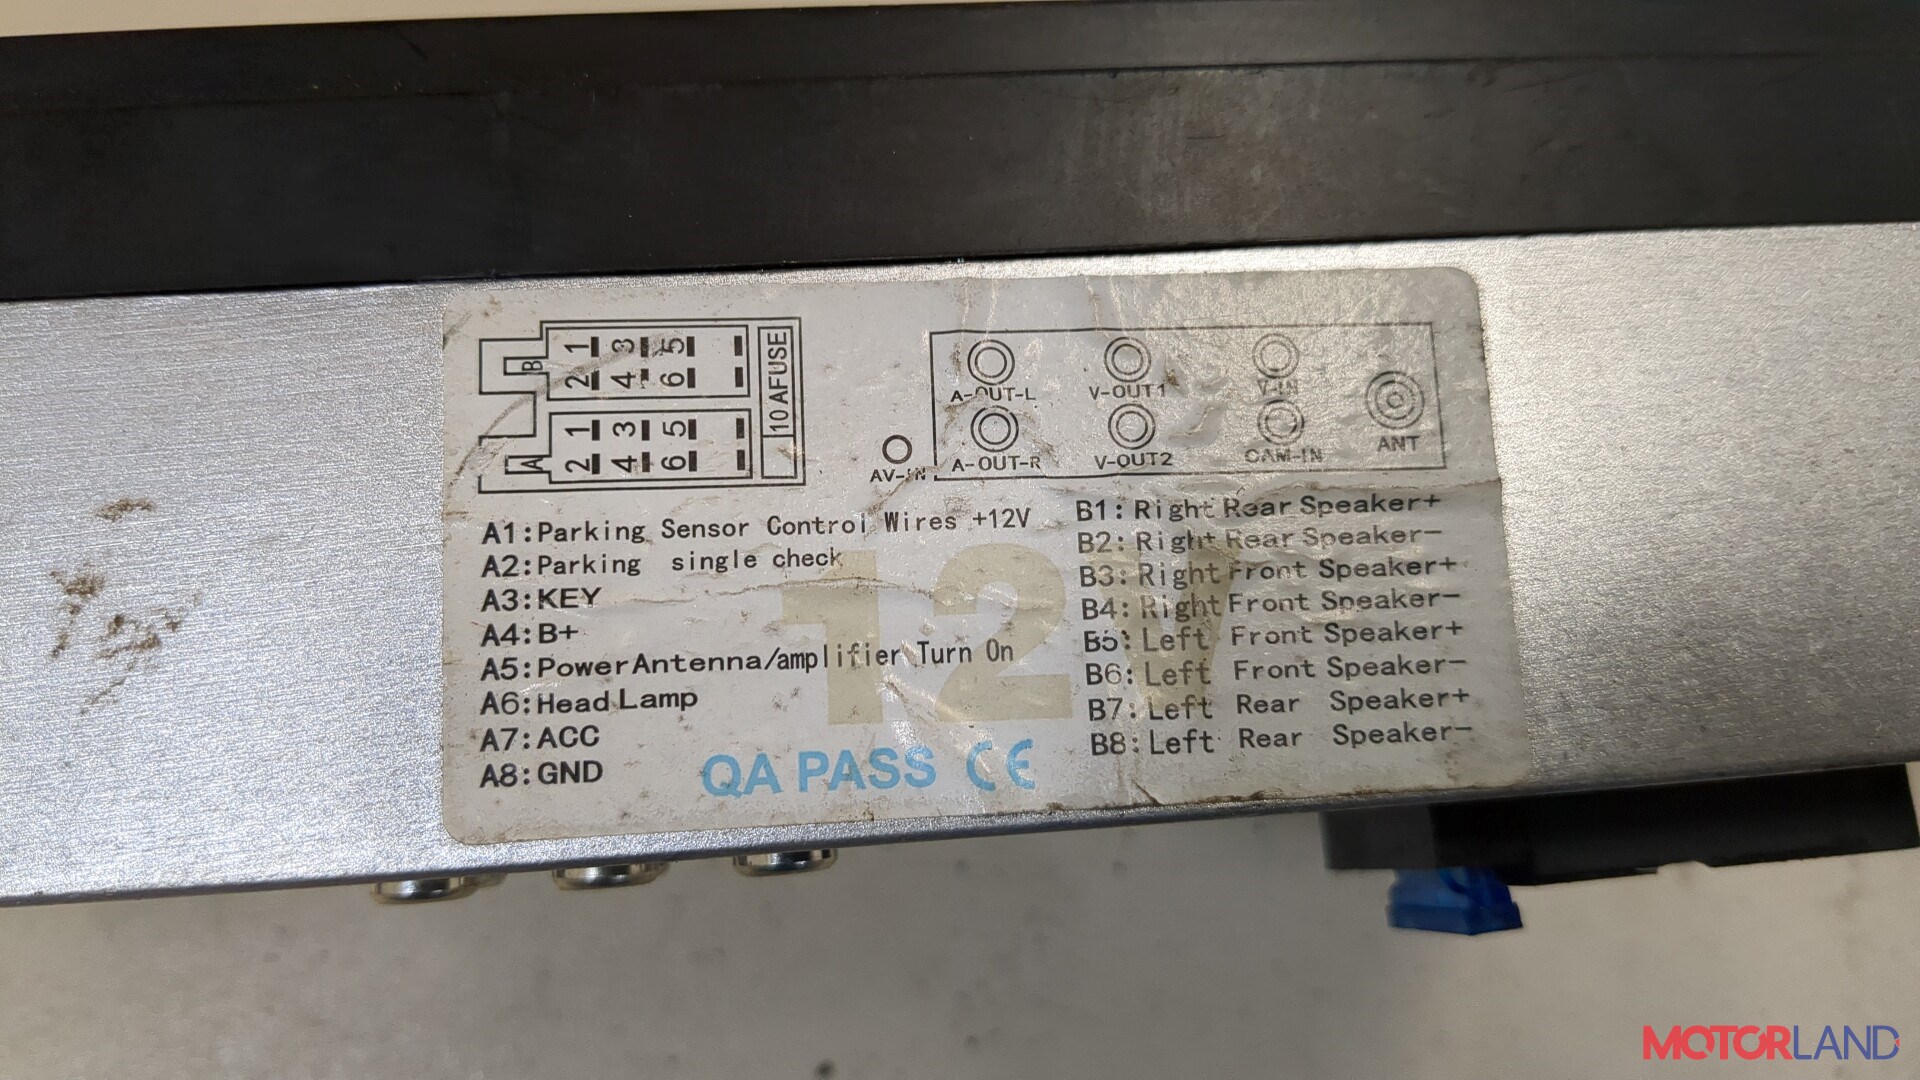 B 1 3 5
2 4 6
A 1 3 5
2 4 6
10AFUSE
AV-IN
A-OUT-L V-OUT1 V-IN
A-OUT-R V-OUT2 CAM-IN ANT
12V
A1:Parking Sensor Control Wires +12V
A2:Parking single check
A3:KEY
A4:B+
A5:Power Antenna/amplifier Turn On
A6:Head Lamp
A7:ACC
A8:GND
B1:Right Rear Speaker+
B2:Right Rear Speaker-
B3:Right Front Speaker+
B4:Right Front Speaker-
B5:Left Front Speaker+
B6:Left Front Speaker-
B7:Left Rear Speaker+
B8:Left Rear Speaker-
QA PASS CE
MOTORLAND